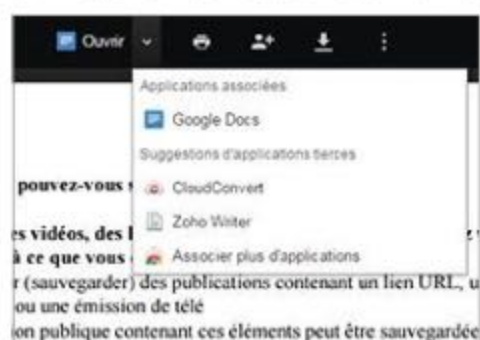 Ouvrir
Applications associées
Google Docs
Suggestions d'applications tierces
CloudConvert
Zoho Writer
Associer plus d'applications
pouvez-vous
es vidéos, des
à ce que vous
r (sauvegarder) des publications contenant un lien URL, u
ou une émission de télé
on publique contenant ces éléments peut être sauvegardée